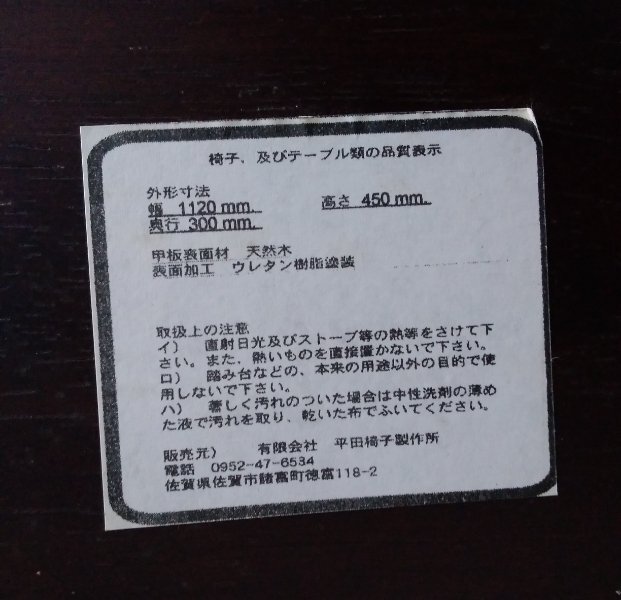 椅子、及びテーブル類の品質表示
外形寸法
幅 1120 mm. 高さ 450 mm.
奥行 300 mm.
甲板表面材 天然木
表面加工 ウレタン樹脂塗装
取扱上の注意
イ) 直射日光及びストーブ等の熱等をさけて下
さい。また、熱いものを直接置かないで下さい。
ロ) 踏み台などの、本来の用途以外の目的で使
用しないで下さい。
ハ) 著しく汚れのついた場合は中性洗剤の薄め
た液で汚れを取り、乾いた布でふいてください。
販売元) 有限会社 平田椅子製作所
電話 0952-47-6534
佐賀県佐賀市諸富町徳富118-2